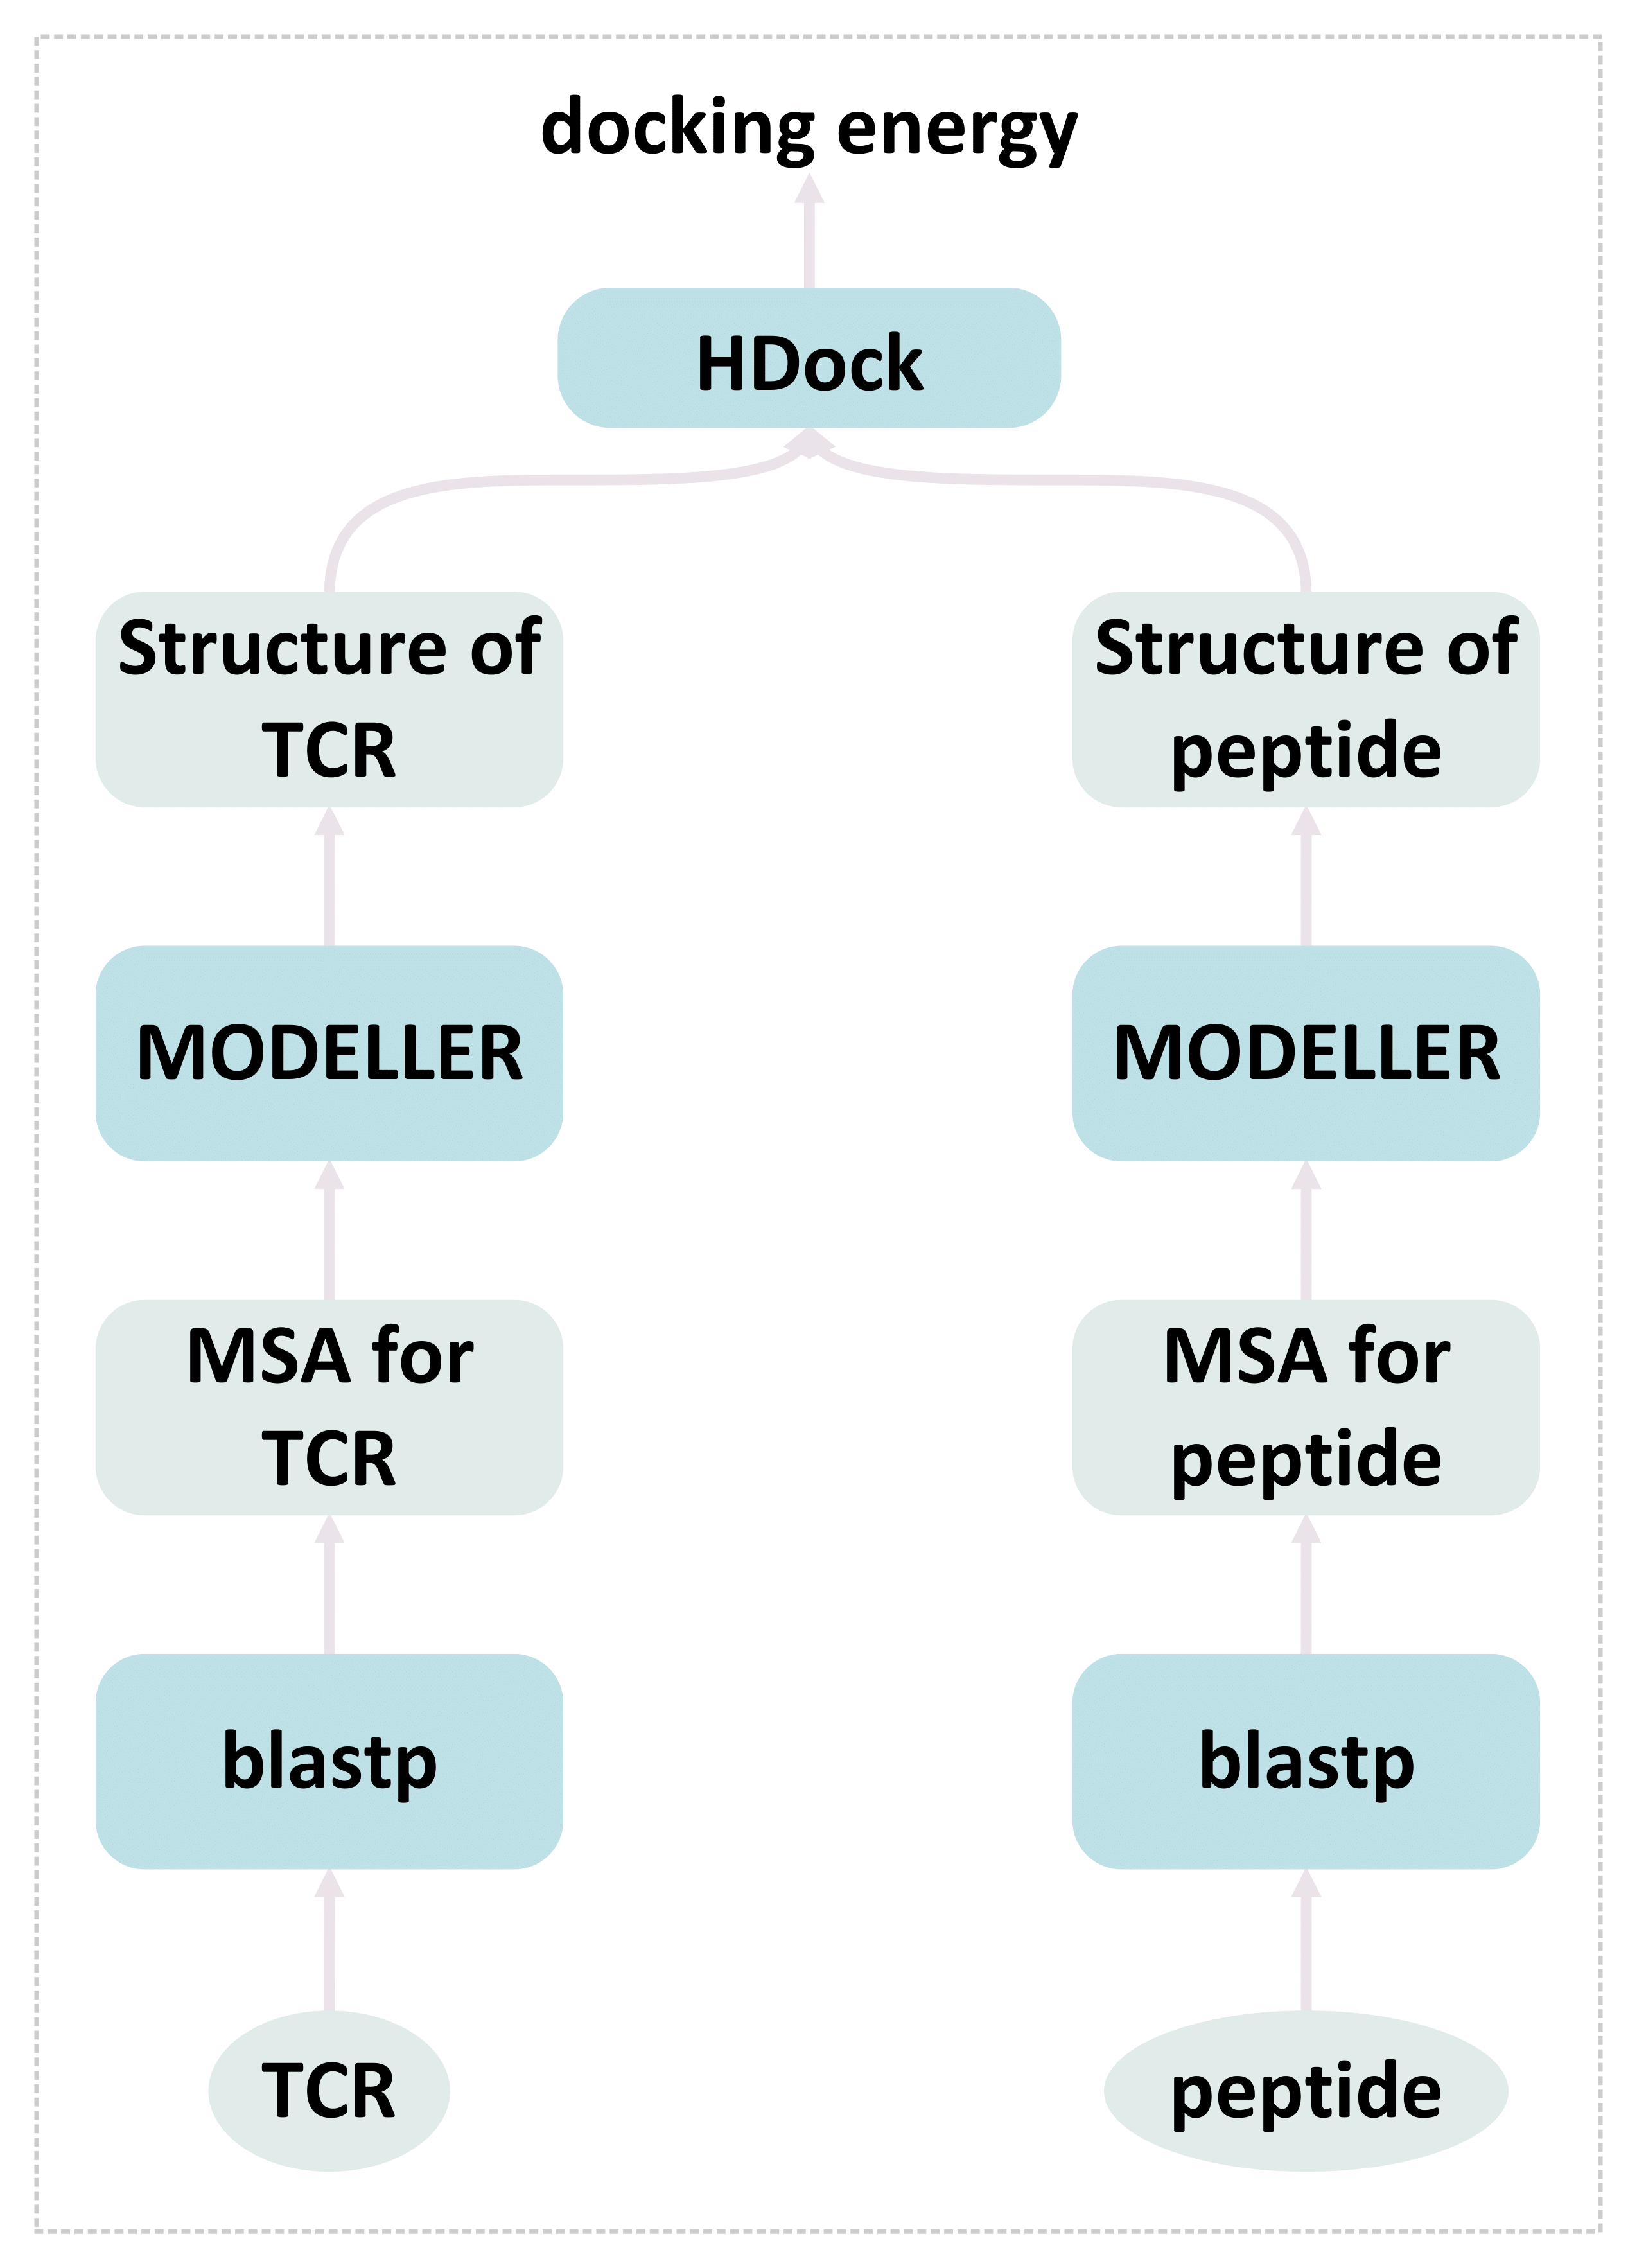 docking energy
HDock
Structure of
TCR
Structure of
peptide
MODELLER
MODELLER
MSA for
TCR
MSA for
peptide
blastp
blastp
TCR
peptide